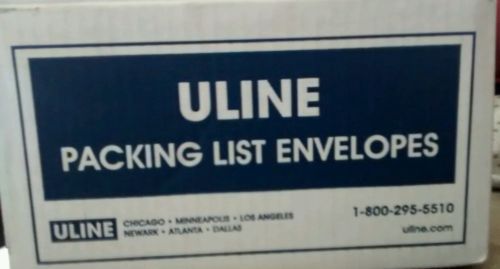 ULINE
PACKING LIST ENVELOPES
ULINE
CHICAGO • MINNEAPOLIS • LOS ANGELES
NEWARK • ATLANTA • DALLAS
1-800-295-5510
uline.com